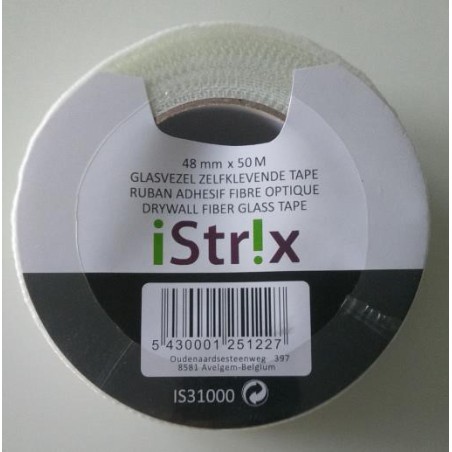 48 mm x 50 M
GLASVEZEL ZELFKLEVENDE TAPE
RUBAN ADHESIF FIBRE OPTIQUE
DRYWALL FIBER GLASS TAPE
iStr!x
5 430001 251227
Oudenaardsesteenweg 397
8581 Avelgem-Belgium
IS31000